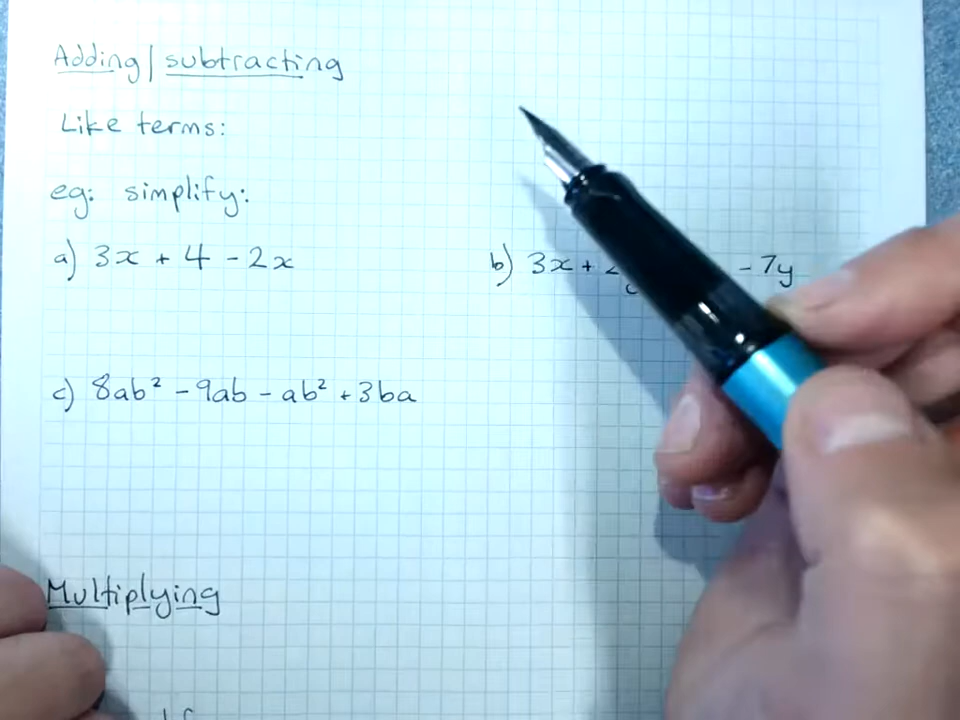 Adding / subtracting
Like terms:
eg: simplify:
a) 3x + 4 - 2x
b) 3x + - 7y
c) 8ab² - 9ab - ab² + 3ba
Multiplying